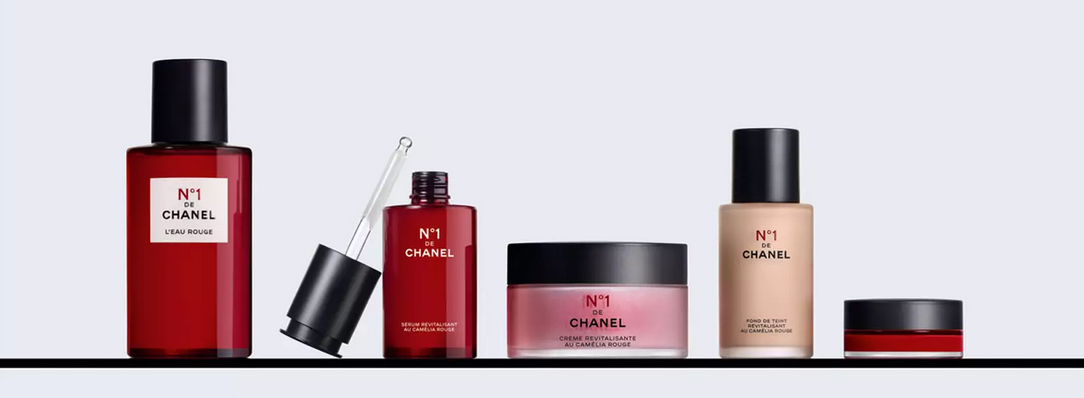 N°1
DE
CHANEL
L'EAU ROUGE
N°1
DE
CHANEL
SÉRUM REVITALISANT
AU CAMÉLIA ROUGE
N°1
DE
CHANEL
CRÈME REVITALISANTE
AU CAMÉLIA ROUGE
N°1
DE
CHANEL
FOND DE TEINT
REVITALISANT
AU CAMÉLIA ROUGE